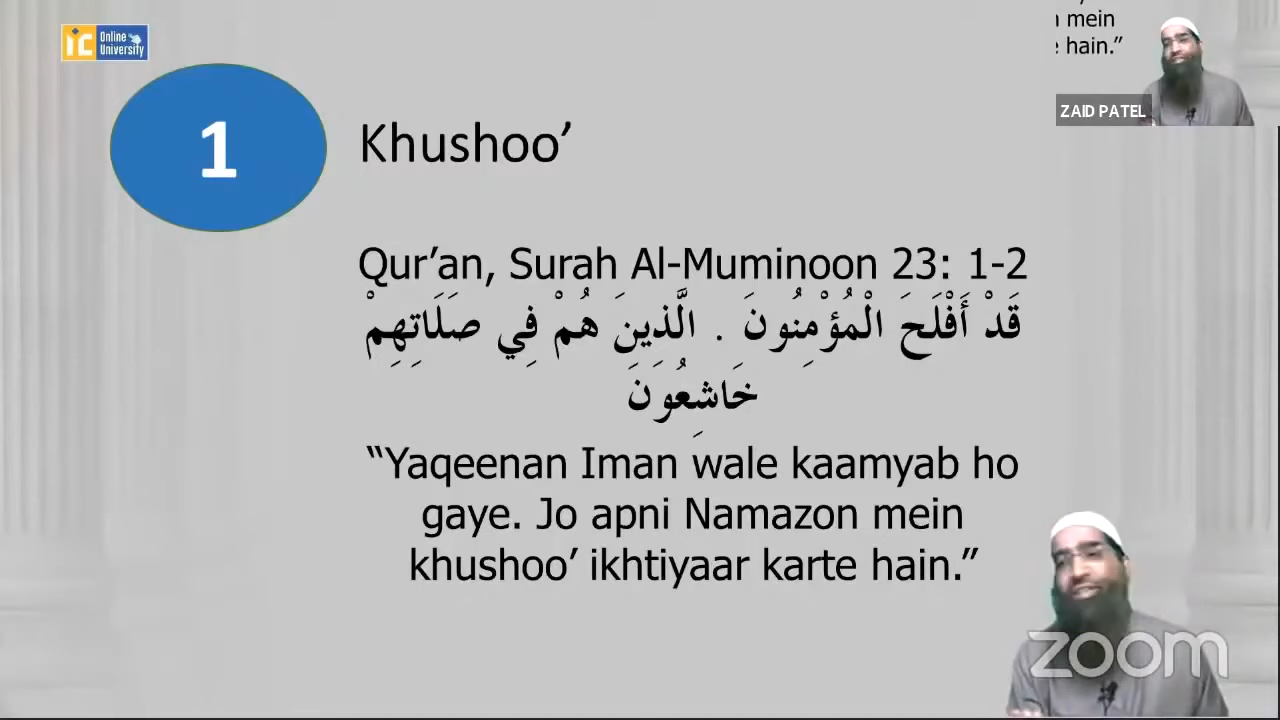 iC Online
University
mein
hain.”
ZAID PATEL
1
Khushoo’
Qur’an, Surah Al-Muminoon 23: 1-2
قَدْ أَفْلَحَ الْمُؤْمِنُونَ . الَّذِينَ هُمْ فِي صَلَاتِهِمْ
خَاشِعُونَ
“Yaqeenan Iman wale kaamyab ho
gaye. Jo apni Namazon mein
khushoo’ ikhtiyaar karte hain.”
zoom